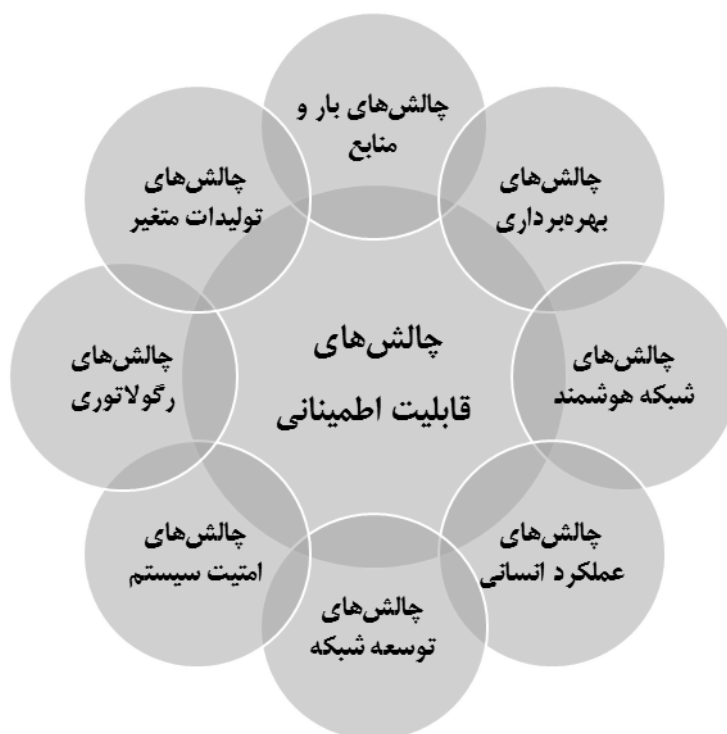 چالش‌های بار و
منابع
چالش‌های
بهره‌برداری
چالش‌های
شبکه هوشمند
چالش‌های
عملکرد انسانی
چالش‌های
توسعه شبکه
چالش‌های
امتیت سیستم
چالش‌های
رگولاتوری
چالش‌های
تولیدات متغیر
چالش‌های
قابلیت اطمینانی